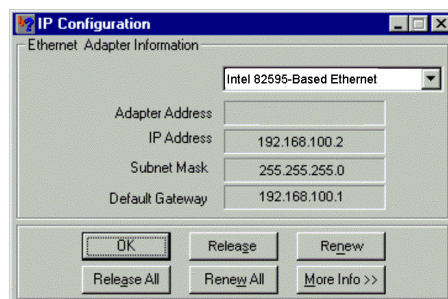 IP Configuration
Ethernet Adapter Information
Intel 82595-Based Ethernet
Adapter Address
IP Address 192.168.100.2
Subnet Mask 255.255.255.0
Default Gateway 192.168.100.1
OK Release Renew
Release All Renew All More Info >>